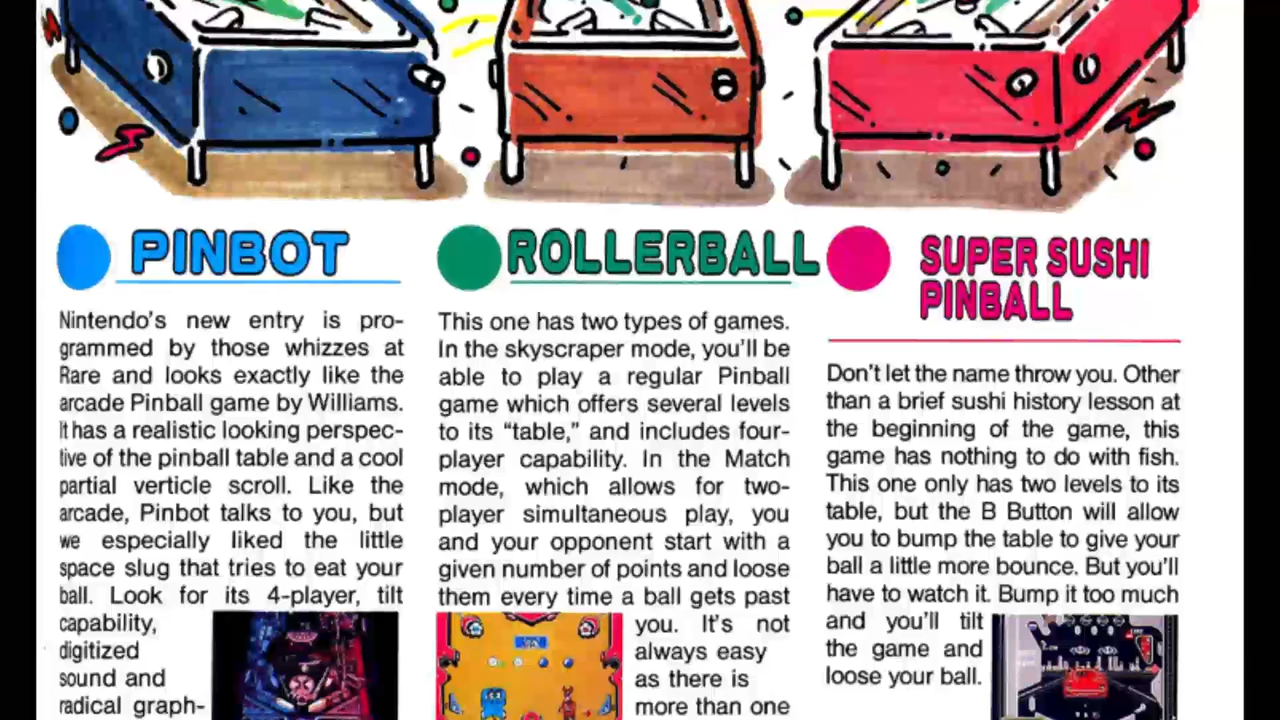 PINBOT
Nintendo's new entry is pro-
grammed by those whizzes at
Rare and looks exactly like the
arcade Pinball game by Williams.
It has a realistic looking perspec-
tive of the pinball table and a cool
partial verticle scroll. Like the
arcade, Pinbot talks to you, but
we especially liked the little
space slug that tries to eat your
ball. Look for its 4-player, tilt
capability,
digitized
sound and
radical graph-
ROLLERBALL
This one has two types of games.
In the skyscraper mode, you'll be
able to play a regular Pinball
game which offers several levels
to its "table," and includes four-
player capability. In the Match
mode, which allows for two-
player simultaneous play, you
and your opponent start with a
given number of points and loose
them every time a ball gets past
you. It's not
always easy
as there is
more than one
SUPER SUSHI
PINBALL
Don't let the name throw you. Other
than a brief sushi history lesson at
the beginning of the game, this
game has nothing to do with fish.
This one only has two levels to its
table, but the B Button will allow
you to bump the table to give your
ball a little more bounce. But you'll
have to watch it. Bump it too much
and you'll tilt
the game and
loose your ball.